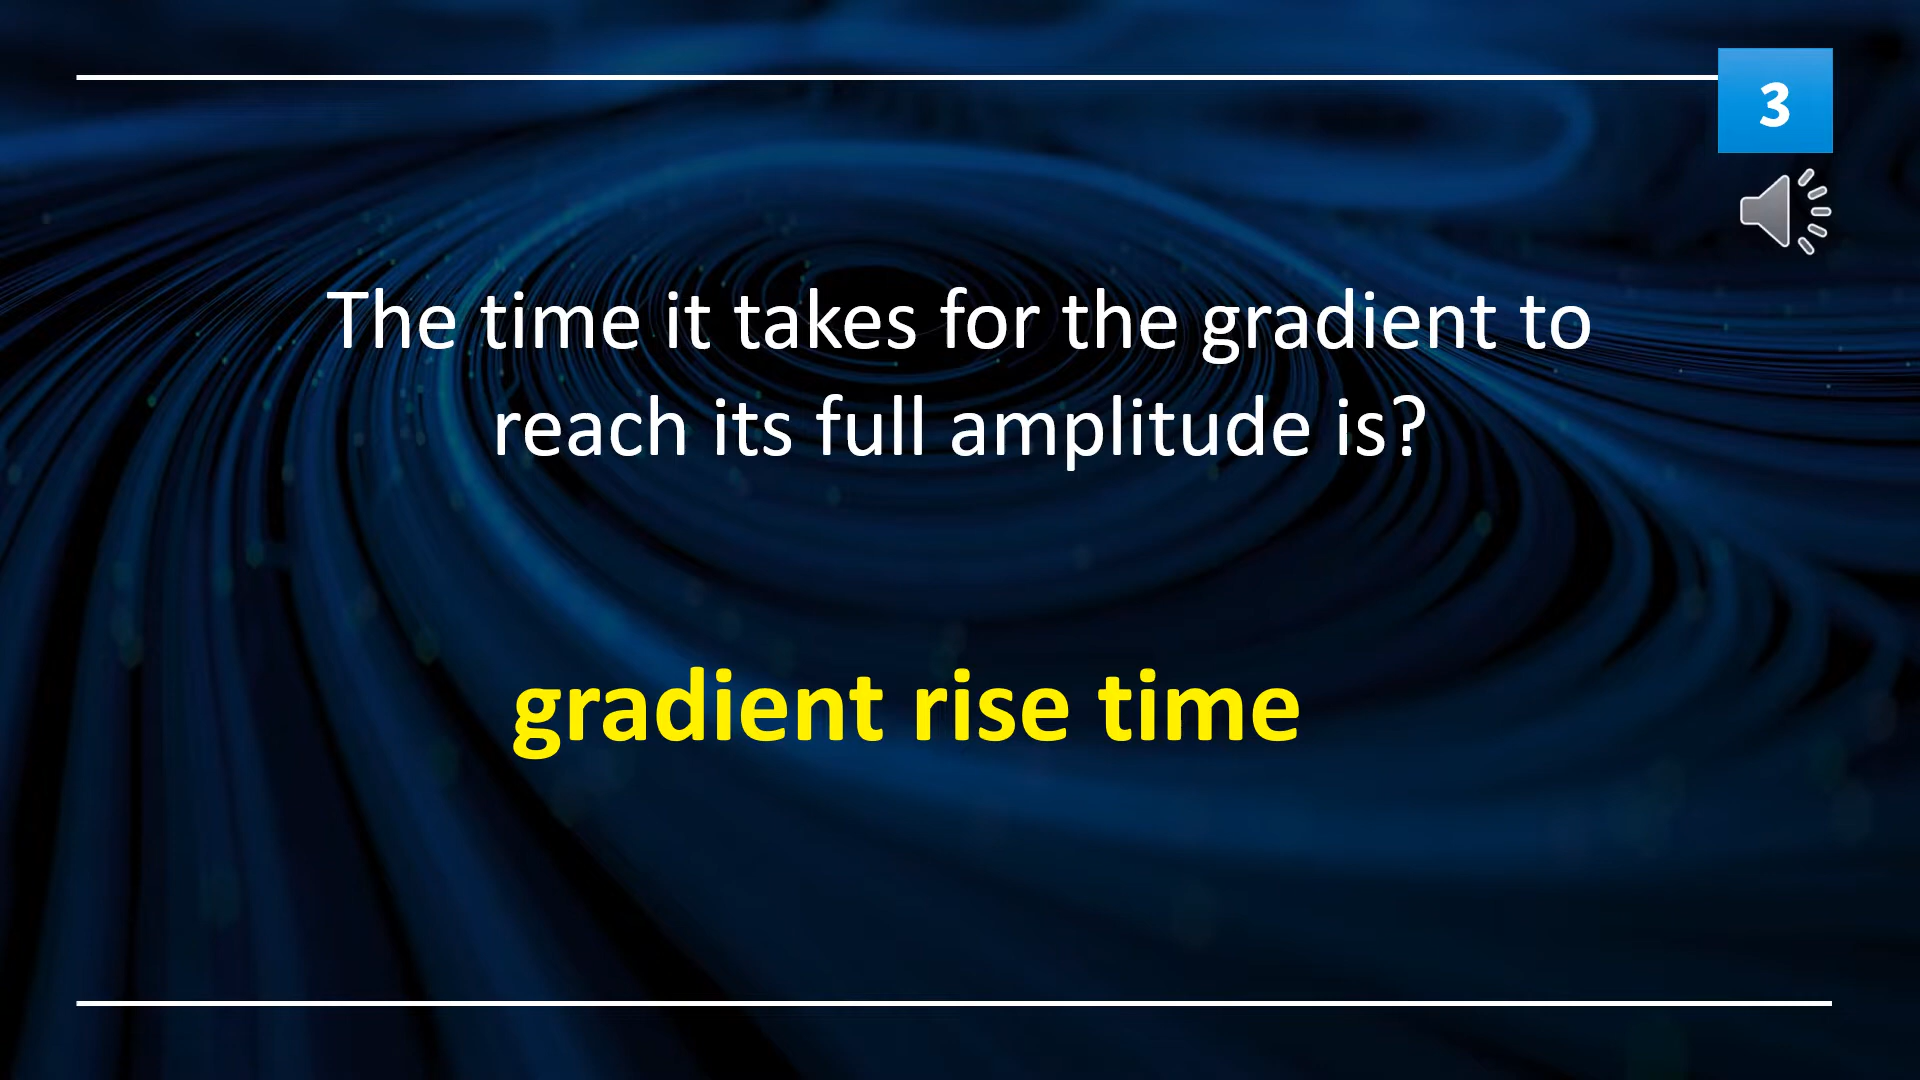 3
The time it takes for the gradient to
reach its full amplitude is?
gradient rise time